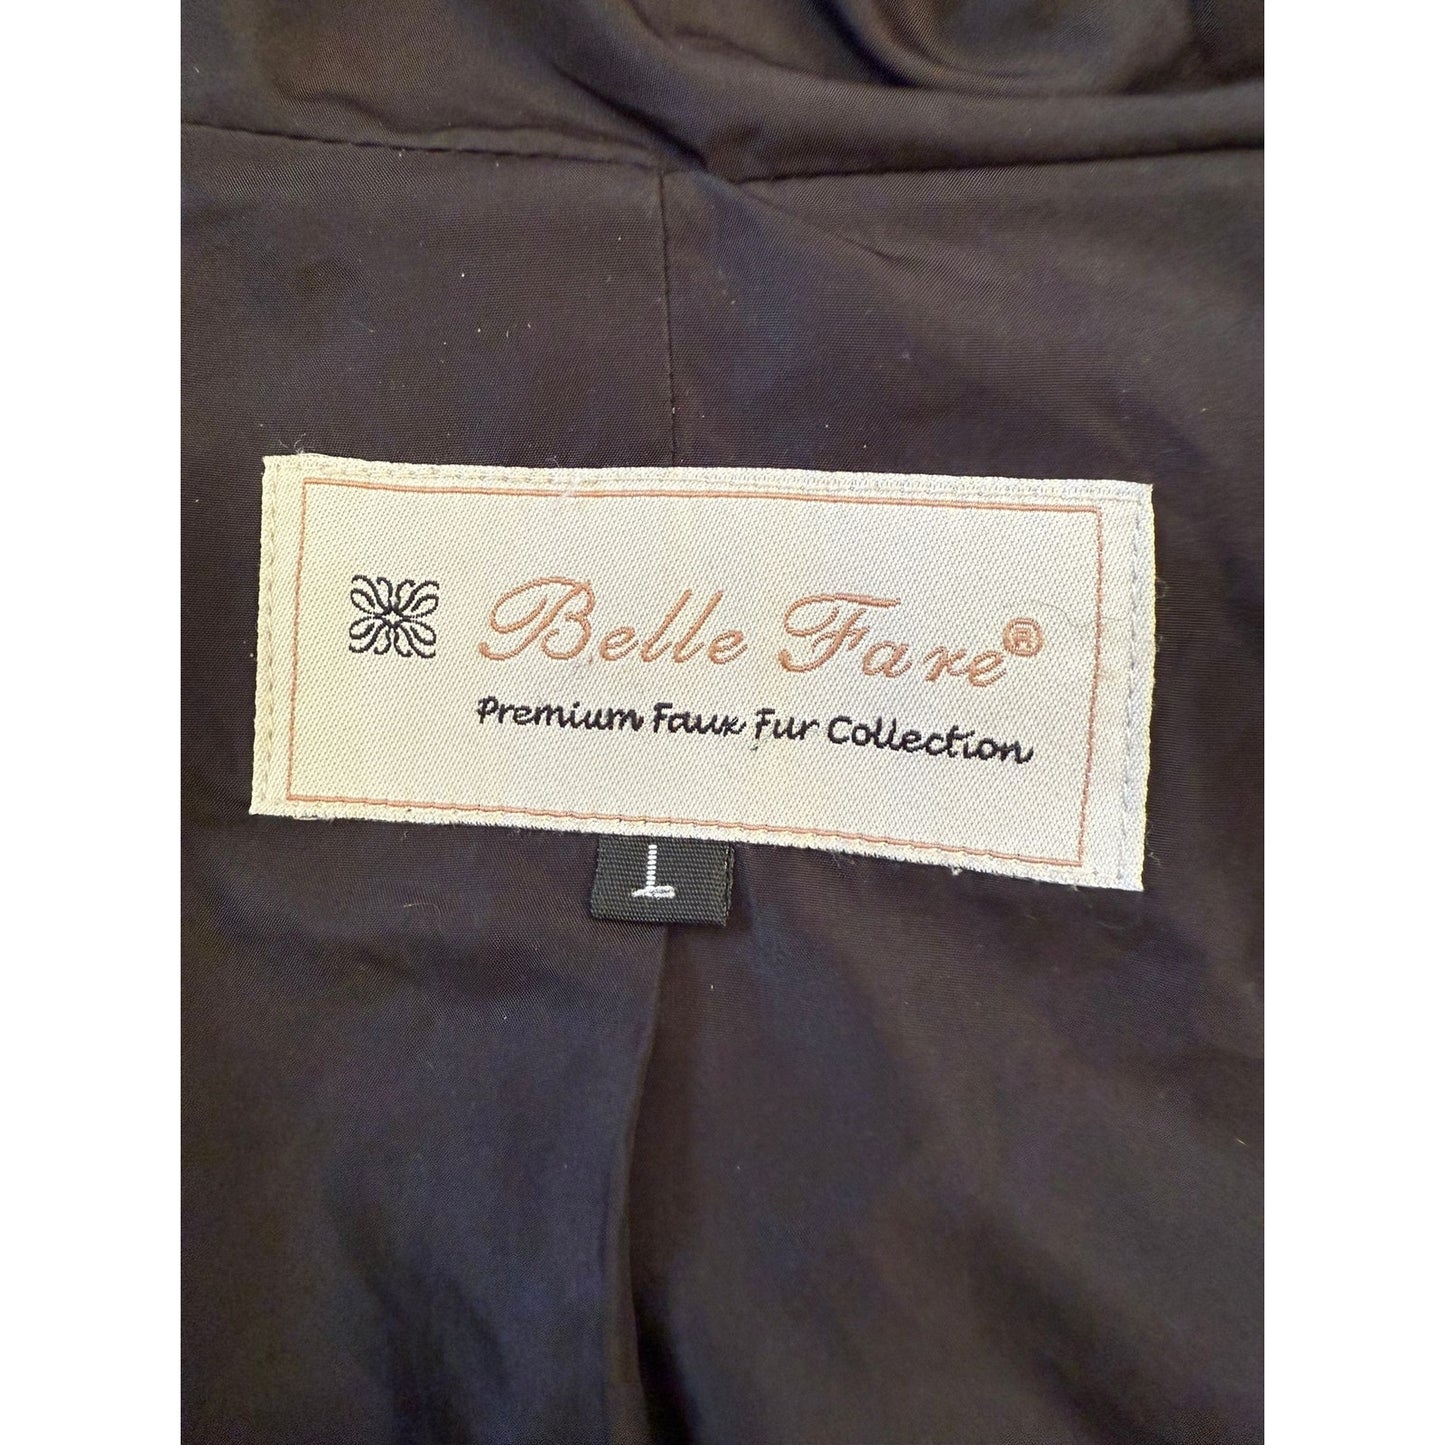 Belle Fare®
Premium Faux Fur Collection
L